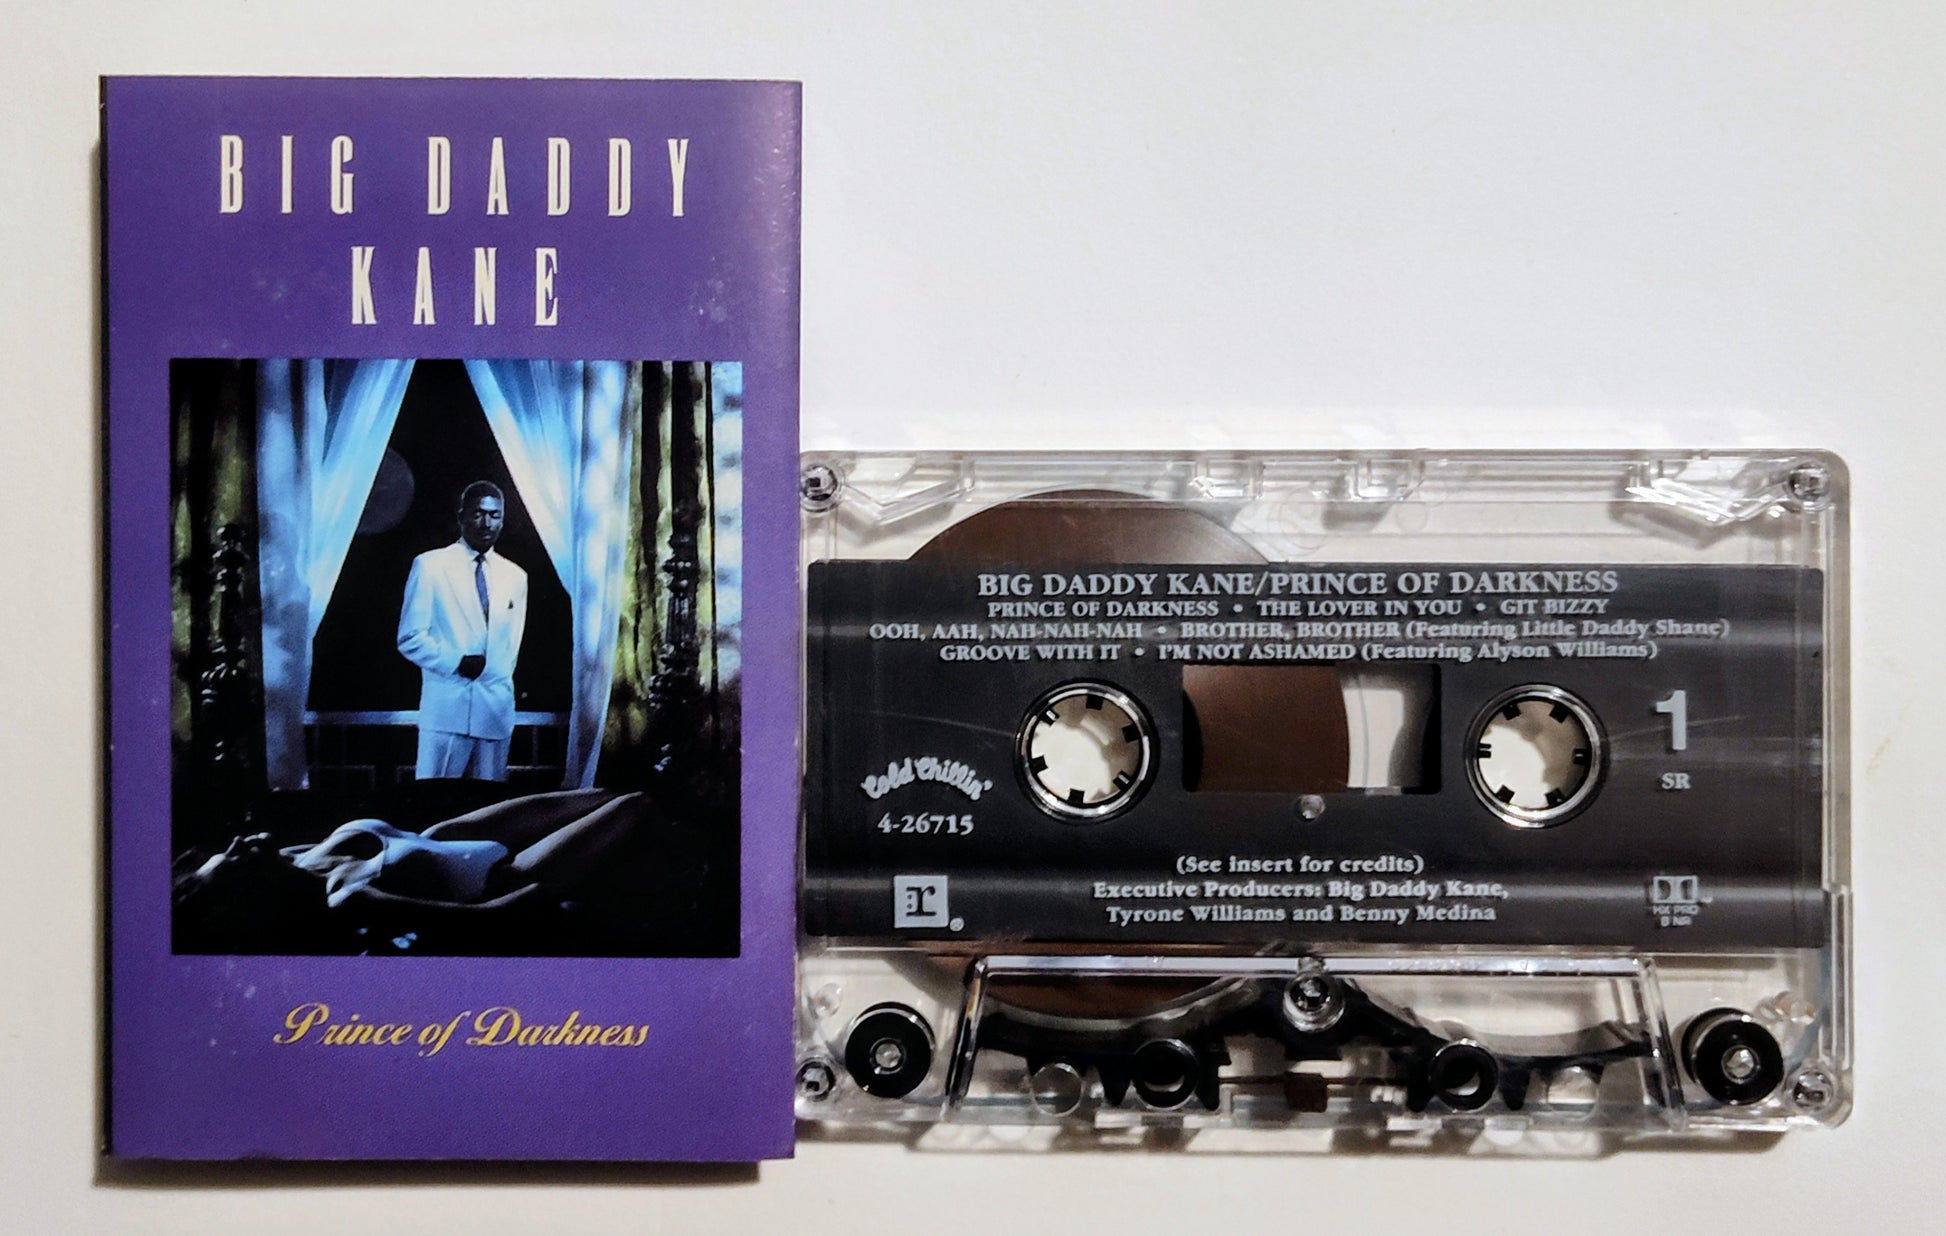 BIG DADDY
KANE
Prince of Darkness
BIG DADDY KANE/PRINCE OF DARKNESS
PRINCE OF DARKNESS • THE LOVER IN YOU • GIT BIZZY
OOH, AAH, NAH-NAH-NAH • BROTHER, BROTHER (Featuring Little Daddy Shane)
GROOVE WITH IT • I'M NOT ASHAMED (Featuring Alyson Williams)
1
SR
Cold Chillin'
4-26715
(See insert for credits)
Executive Producers: Big Daddy Kane,
Tyrone Williams and Benny Medina
r®
HX PRO
B NR